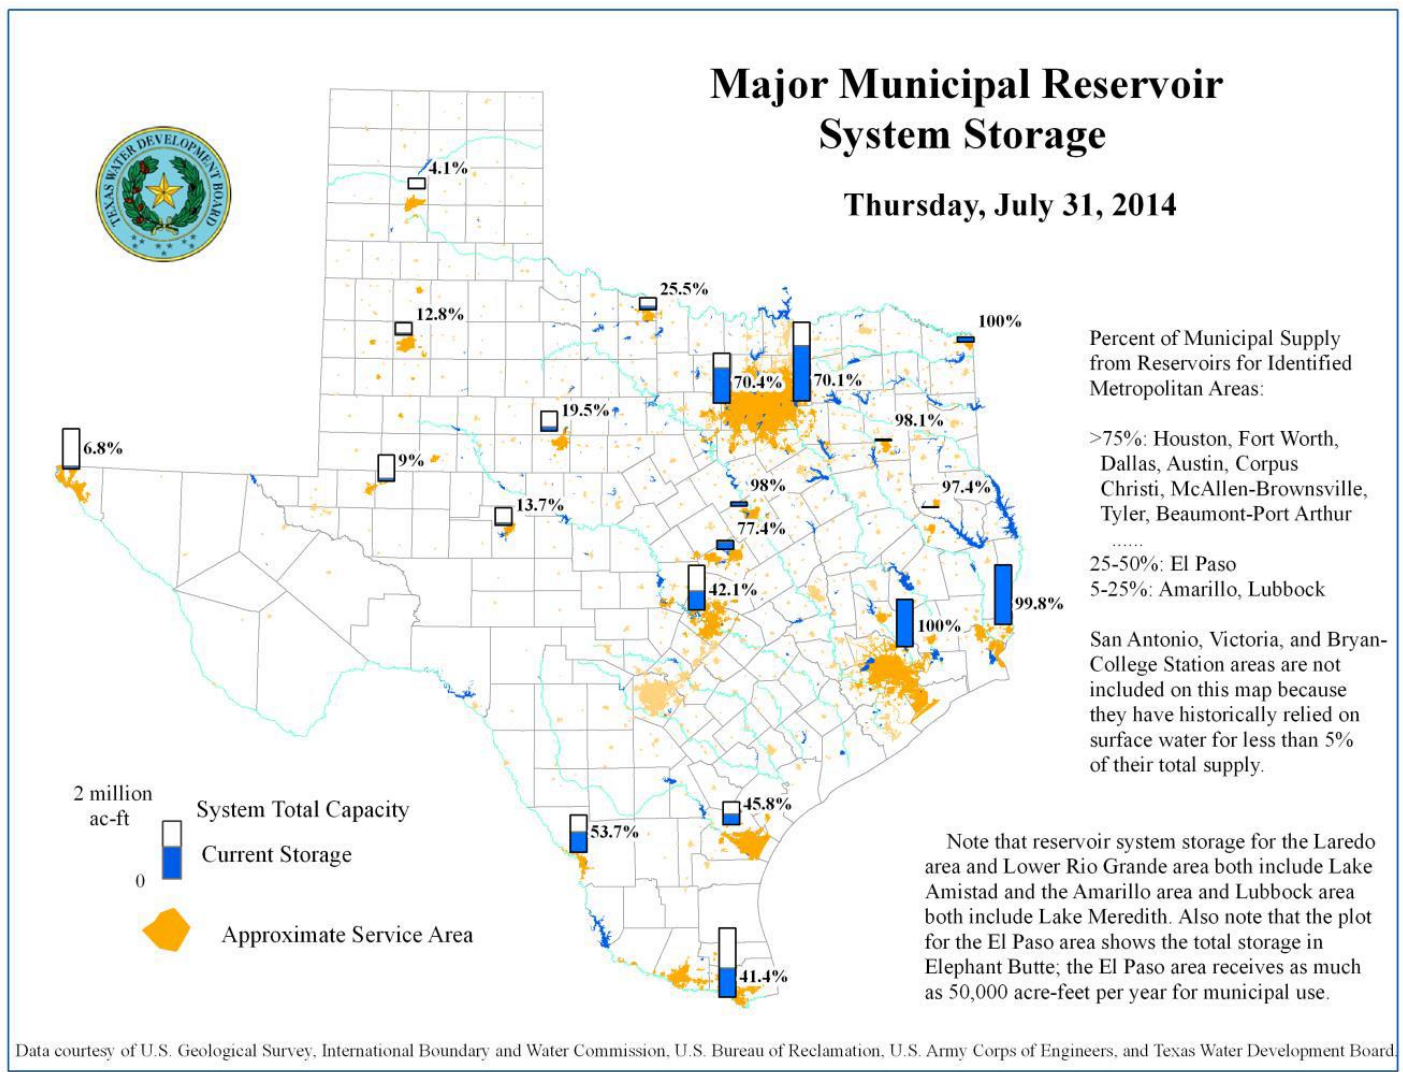 Major Municipal Reservoir
System Storage
Thursday, July 31, 2014
TEXAS WATER DEVELOPMENT BOARD
4.1%
25.5%
12.8%
100%
70.4%
70.1%
19.5%
98.1%
6.8%
9%
98%
97.4%
13.7%
77.4%
42.1%
99.8%
100%
45.8%
53.7%
41.4%
Percent of Municipal Supply
from Reservoirs for Identified
Metropolitan Areas:
>75%: Houston, Fort Worth,
Dallas, Austin, Corpus
Christi, McAllen-Brownsville,
Tyler, Beaumont-Port Arthur
......
25-50%: El Paso
5-25%: Amarillo, Lubbock
San Antonio, Victoria, and Bryan-
College Station areas are not
included on this map because
they have historically relied on
surface water for less than 5%
of their total supply.
2 million
ac-ft
System Total Capacity
Current Storage
0
Approximate Service Area
Note that reservoir system storage for the Laredo
area and Lower Rio Grande area both include Lake
Amistad and the Amarillo area and Lubbock area
both include Lake Meredith. Also note that the plot
for the El Paso area shows the total storage in
Elephant Butte; the El Paso area receives as much
as 50,000 acre-feet per year for municipal use.
Data courtesy of U.S. Geological Survey, International Boundary and Water Commission, U.S. Bureau of Reclamation, U.S. Army Corps of Engineers, and Texas Water Development Board.